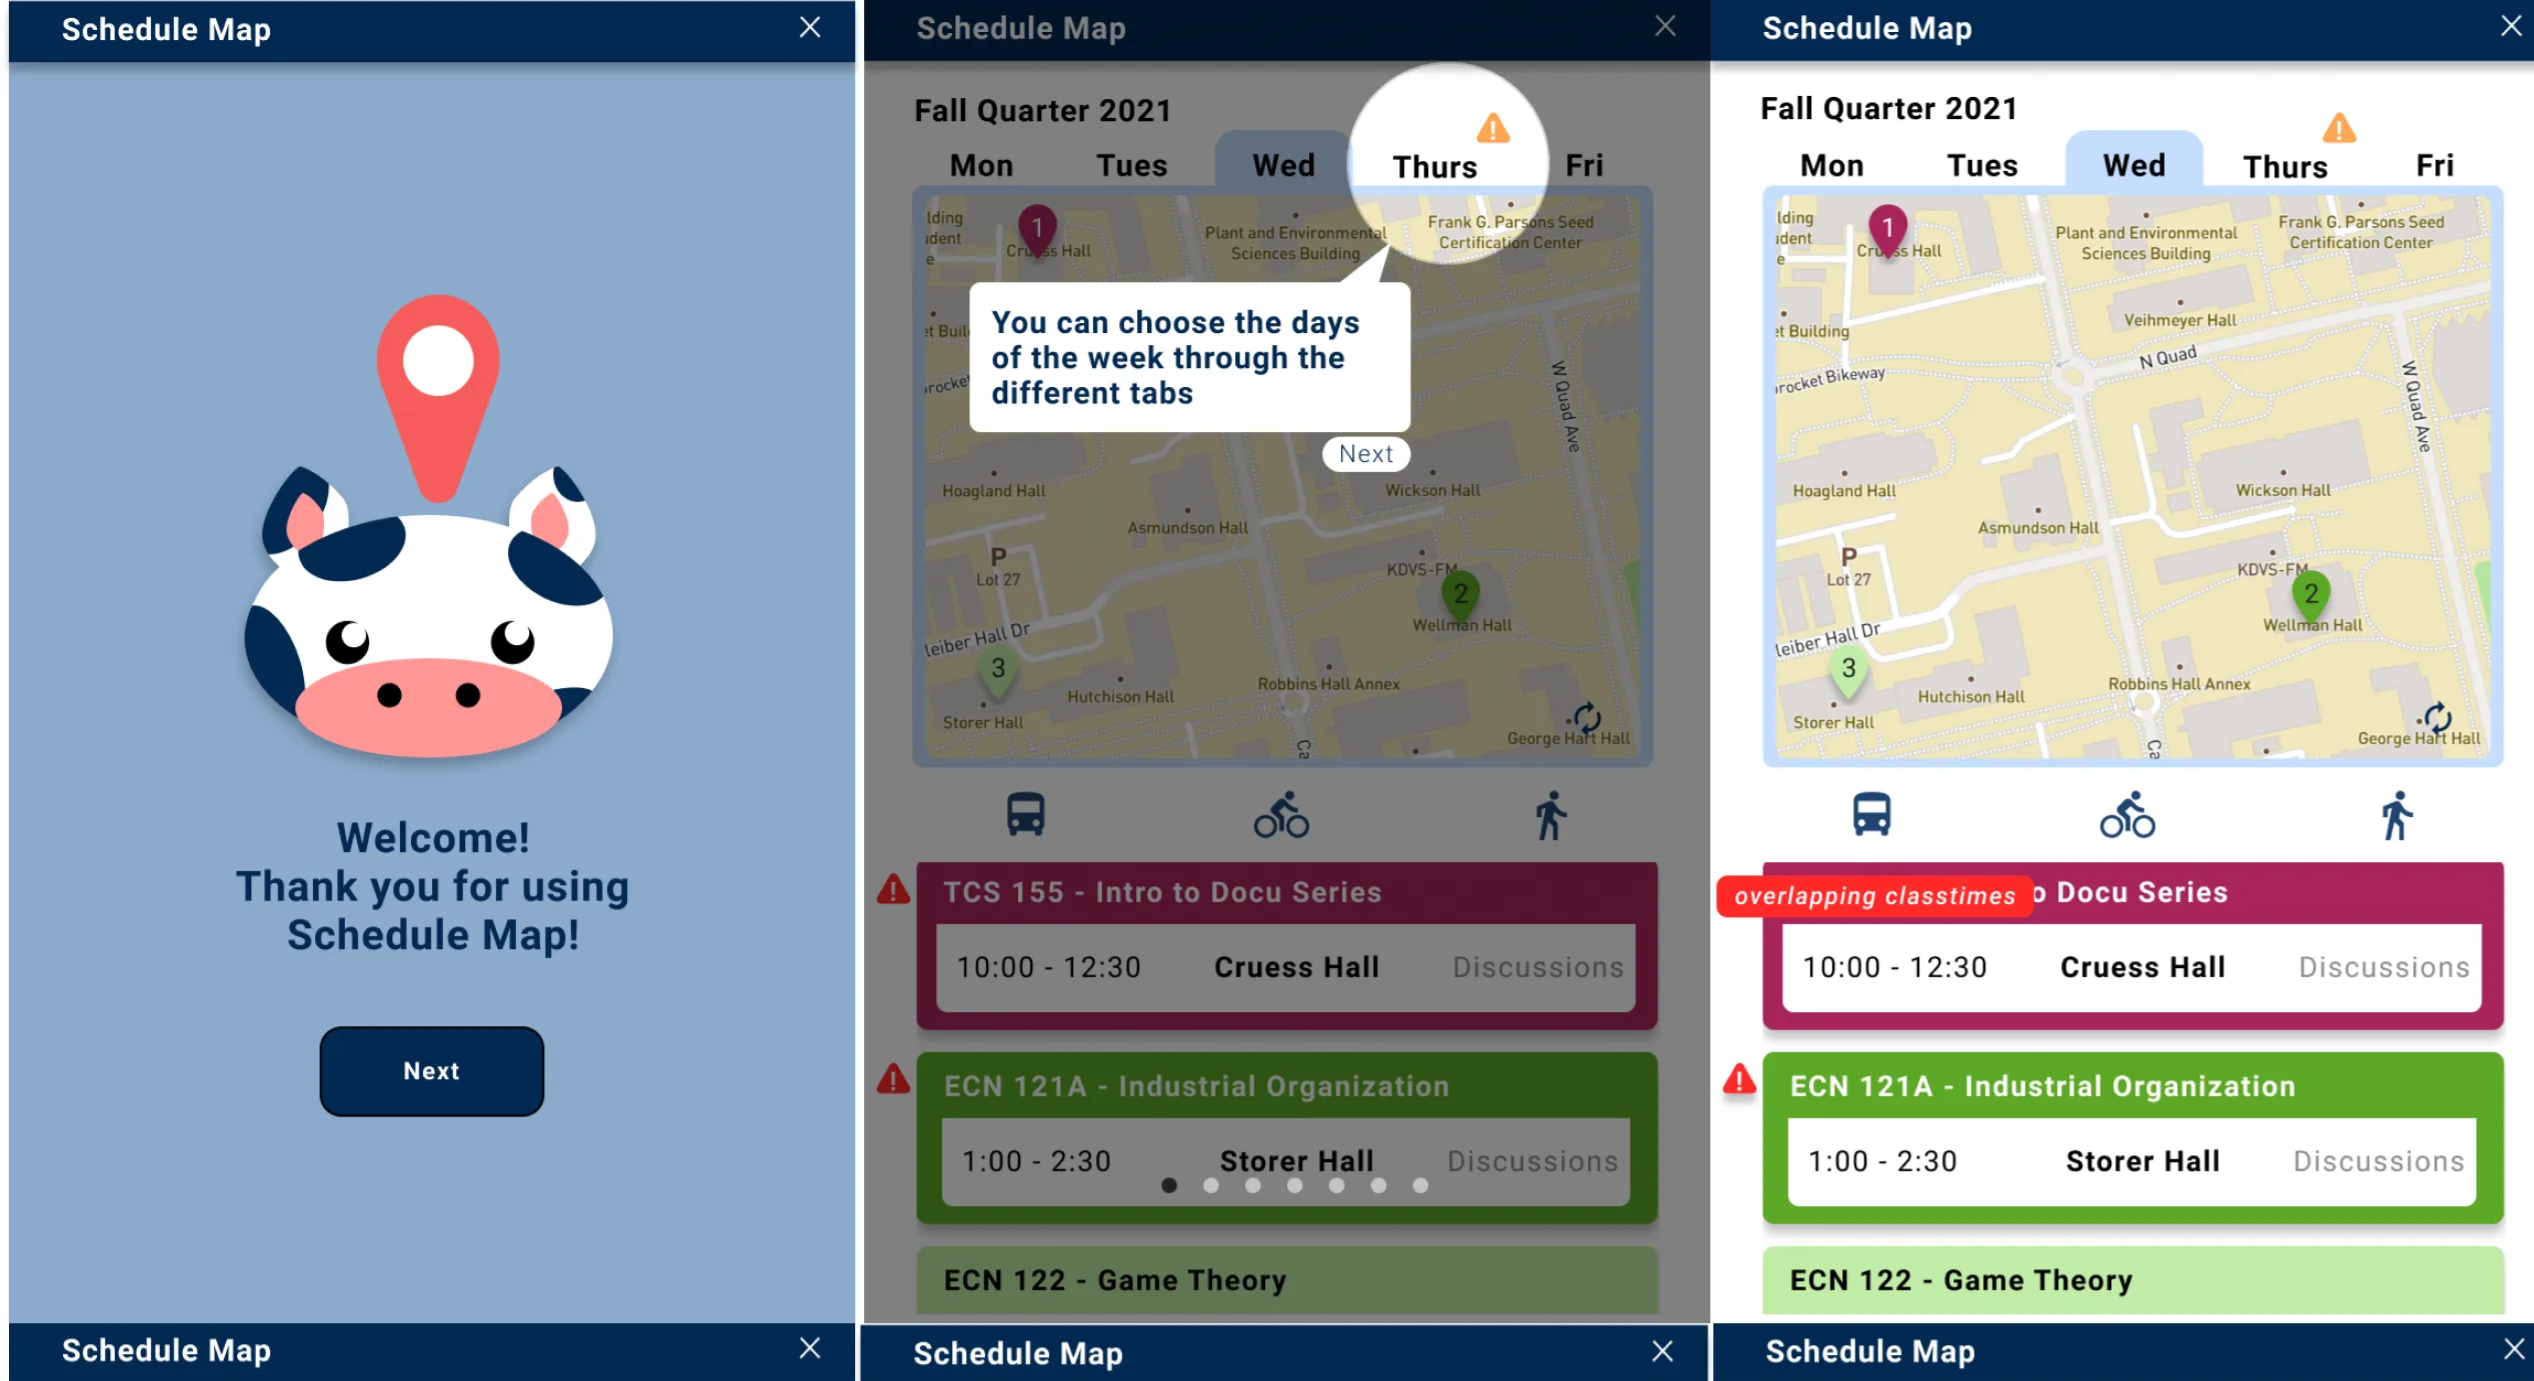 Schedule Map
Welcome!
Thank you for using
Schedule Map!
Next
Schedule Map
Schedule Map
Fall Quarter 2021
Mon Tues Wed Thurs Fri
lding
udent
e
1
Cruess Hall
Plant and Environmental
Sciences Building
Frank G. Parsons Seed
Certification Center
et Buil
You can choose the days
of the week through the
different tabs
Next
rocke
W Quad Ave
Hoagland Hall
Wickson Hall
Asmundson Hall
P
Lot 27
KDVS-FM
2
Wellman Hall
leiber Hall Dr
3
Storer Hall
Hutchison Hall
Robbins Hall Annex
Ca
George Hart Hall
TCS 155 - Intro to Docu Series
10:00 - 12:30 Cruess Hall Discussions
ECN 121A - Industrial Organization
1:00 - 2:30 Storer Hall Discussions
ECN 122 - Game Theory
Schedule Map
Schedule Map
Fall Quarter 2021
Mon Tues Wed Thurs Fri
lding
udent
e
1
Cruess Hall
Plant and Environmental
Sciences Building
Frank G. Parsons Seed
Certification Center
et Building
Veihmeyer Hall
N Quad
rocket Bikeway
W Quad Ave
Hoagland Hall
Wickson Hall
Asmundson Hall
P
Lot 27
KDVS-FM
2
Wellman Hall
leiber Hall Dr
3
Storer Hall
Hutchison Hall
Robbins Hall Annex
Ca
George Hart Hall
overlapping classtimes o Docu Series
10:00 - 12:30 Cruess Hall Discussions
ECN 121A - Industrial Organization
1:00 - 2:30 Storer Hall Discussions
ECN 122 - Game Theory
Schedule Map